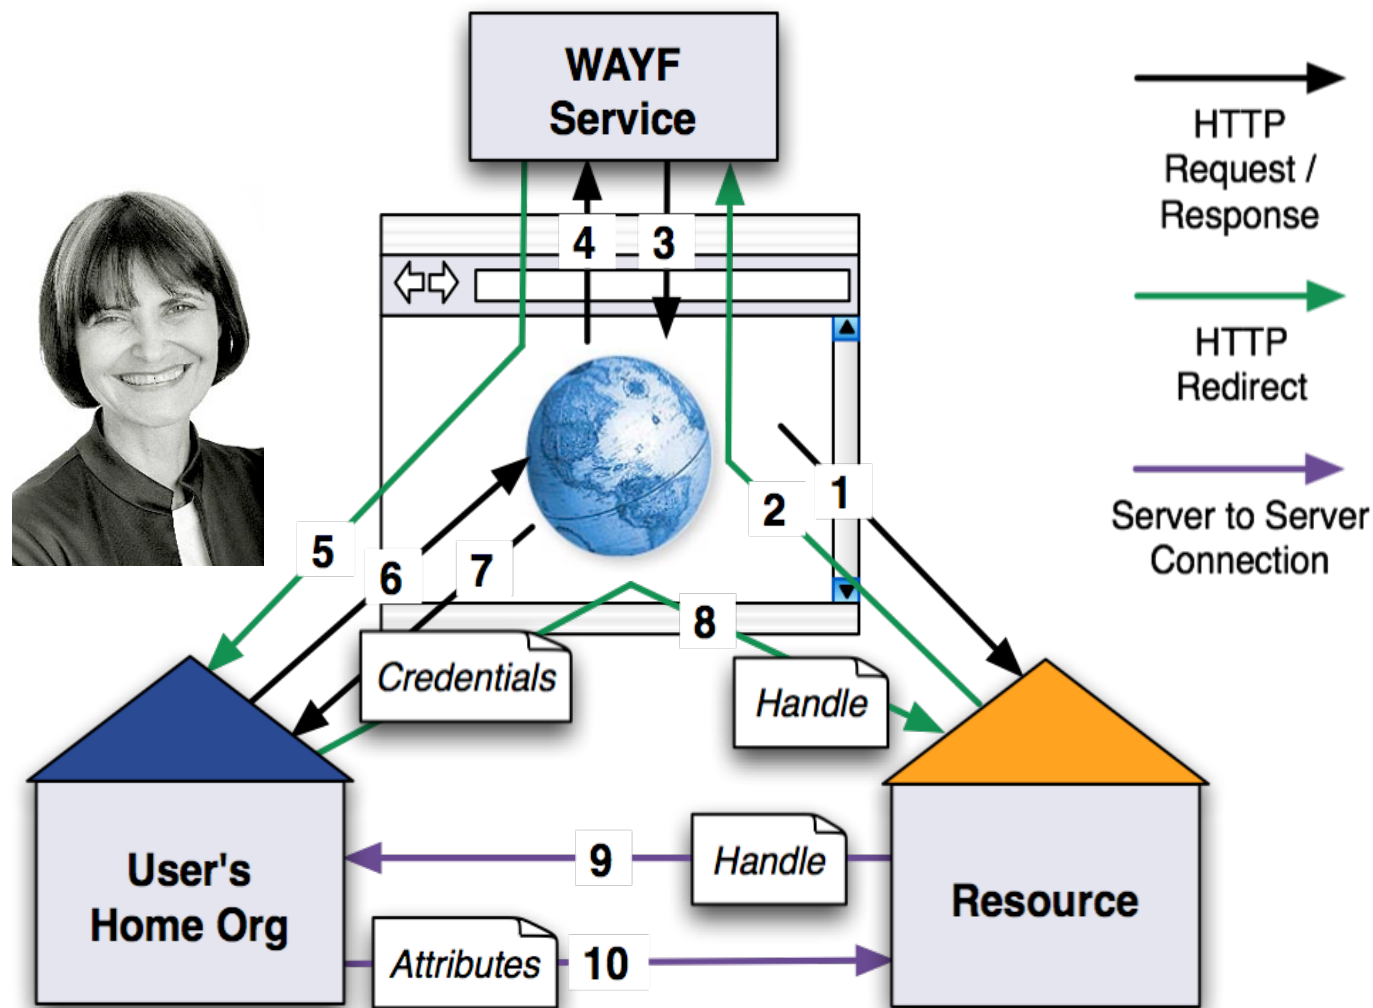 WAYF
Service
HTTP
Request /
Response
4
3
HTTP
Redirect
1
2
5
6
7
Server to Server
Connection
8
Credentials
Handle
User's
Home Org
9
Handle
Resource
Attributes
10